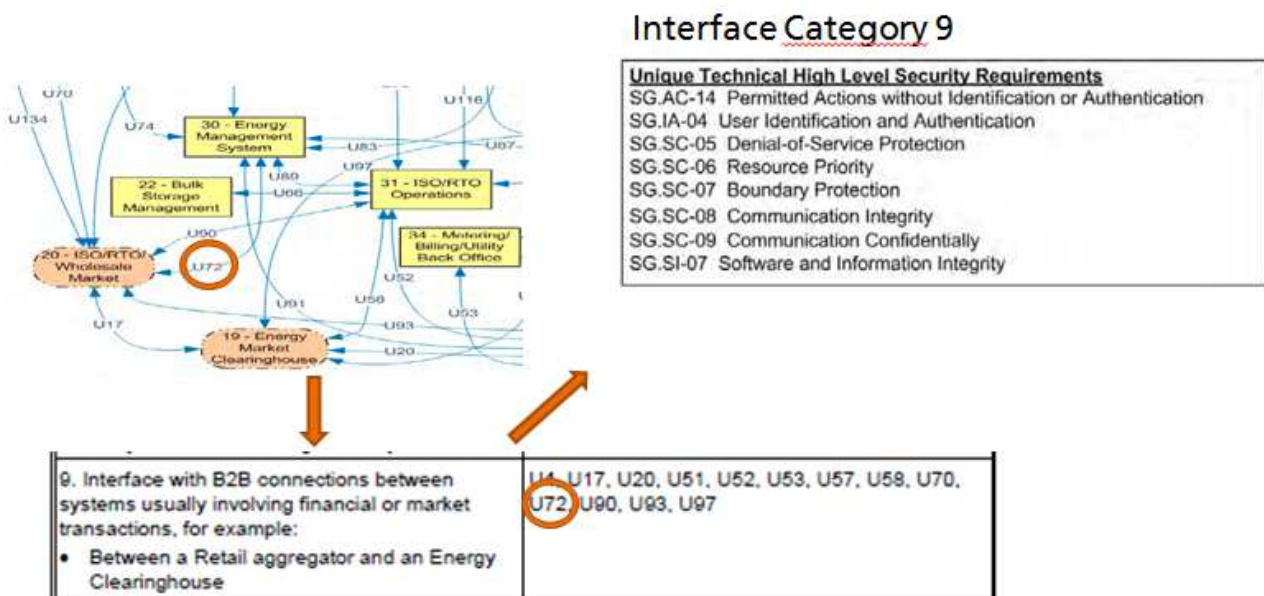 Interface Category 9
Unique Technical High Level Security Requirements
SG.AC-14 Permitted Actions without Identification or Authentication
SG.IA-04 User Identification and Authentication
SG.SC-05 Denial-of-Service Protection
SG.SC-06 Resource Priority
SG.SC-07 Boundary Protection
SG.SC-08 Communication Integrity
SG.SC-09 Communication Confidentially
SG.SI-07 Software and Information Integrity
U70
U134
U74
U116
30 - Energy
Management
System
U83
U87
U97
U89
22 - Bulk
Storage
Management
U66
31 - ISO/RTO
Operations
U90
34 - Metering/
Billing/Utility
Back Office
20 - ISO/RTO/
Wholesale
Market
U72
U52
U91
U58
U53
U17
U93
19 - Energy
Market
Clearinghouse
U20
9. Interface with B2B connections between
systems usually involving financial or market
transactions, for example:
• Between a Retail aggregator and an Energy
Clearinghouse
U4, U17, U20, U51, U52, U53, U57, U58, U70,
U72, U90, U93, U97